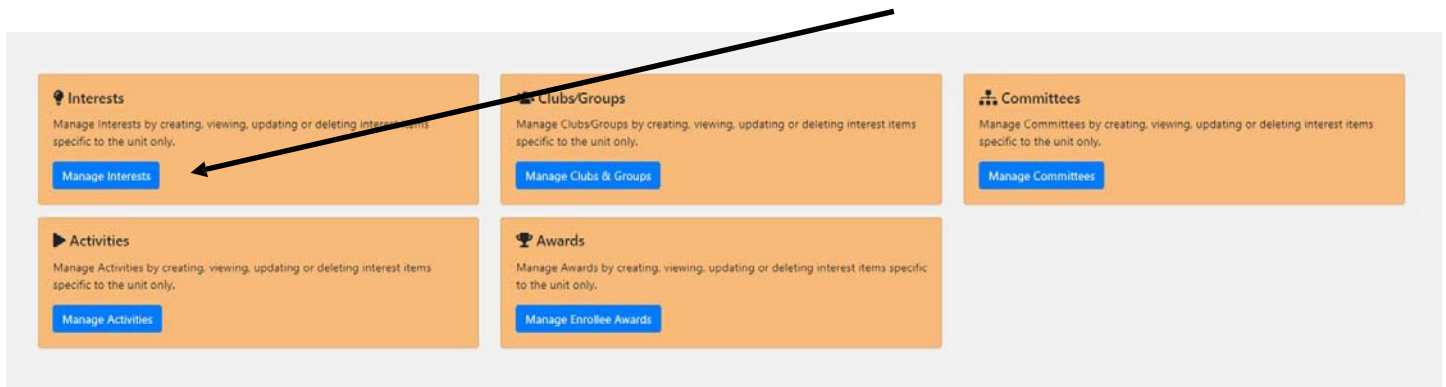 Interests
Manage Interests by creating, viewing, updating or deleting interest items
specific to the unit only.
Manage Interests
Clubs/Groups
Manage Clubs/Groups by creating, viewing, updating or deleting interest items
specific to the unit only.
Manage Clubs & Groups
Committees
Manage Committees by creating, viewing, updating or deleting interest items
specific to the unit only.
Manage Committees
Activities
Manage Activities by creating, viewing, updating or deleting interest items
specific to the unit only.
Manage Activities
Awards
Manage Awards by creating, viewing, updating or deleting interest items specific
to the unit only.
Manage Enrollee Awards